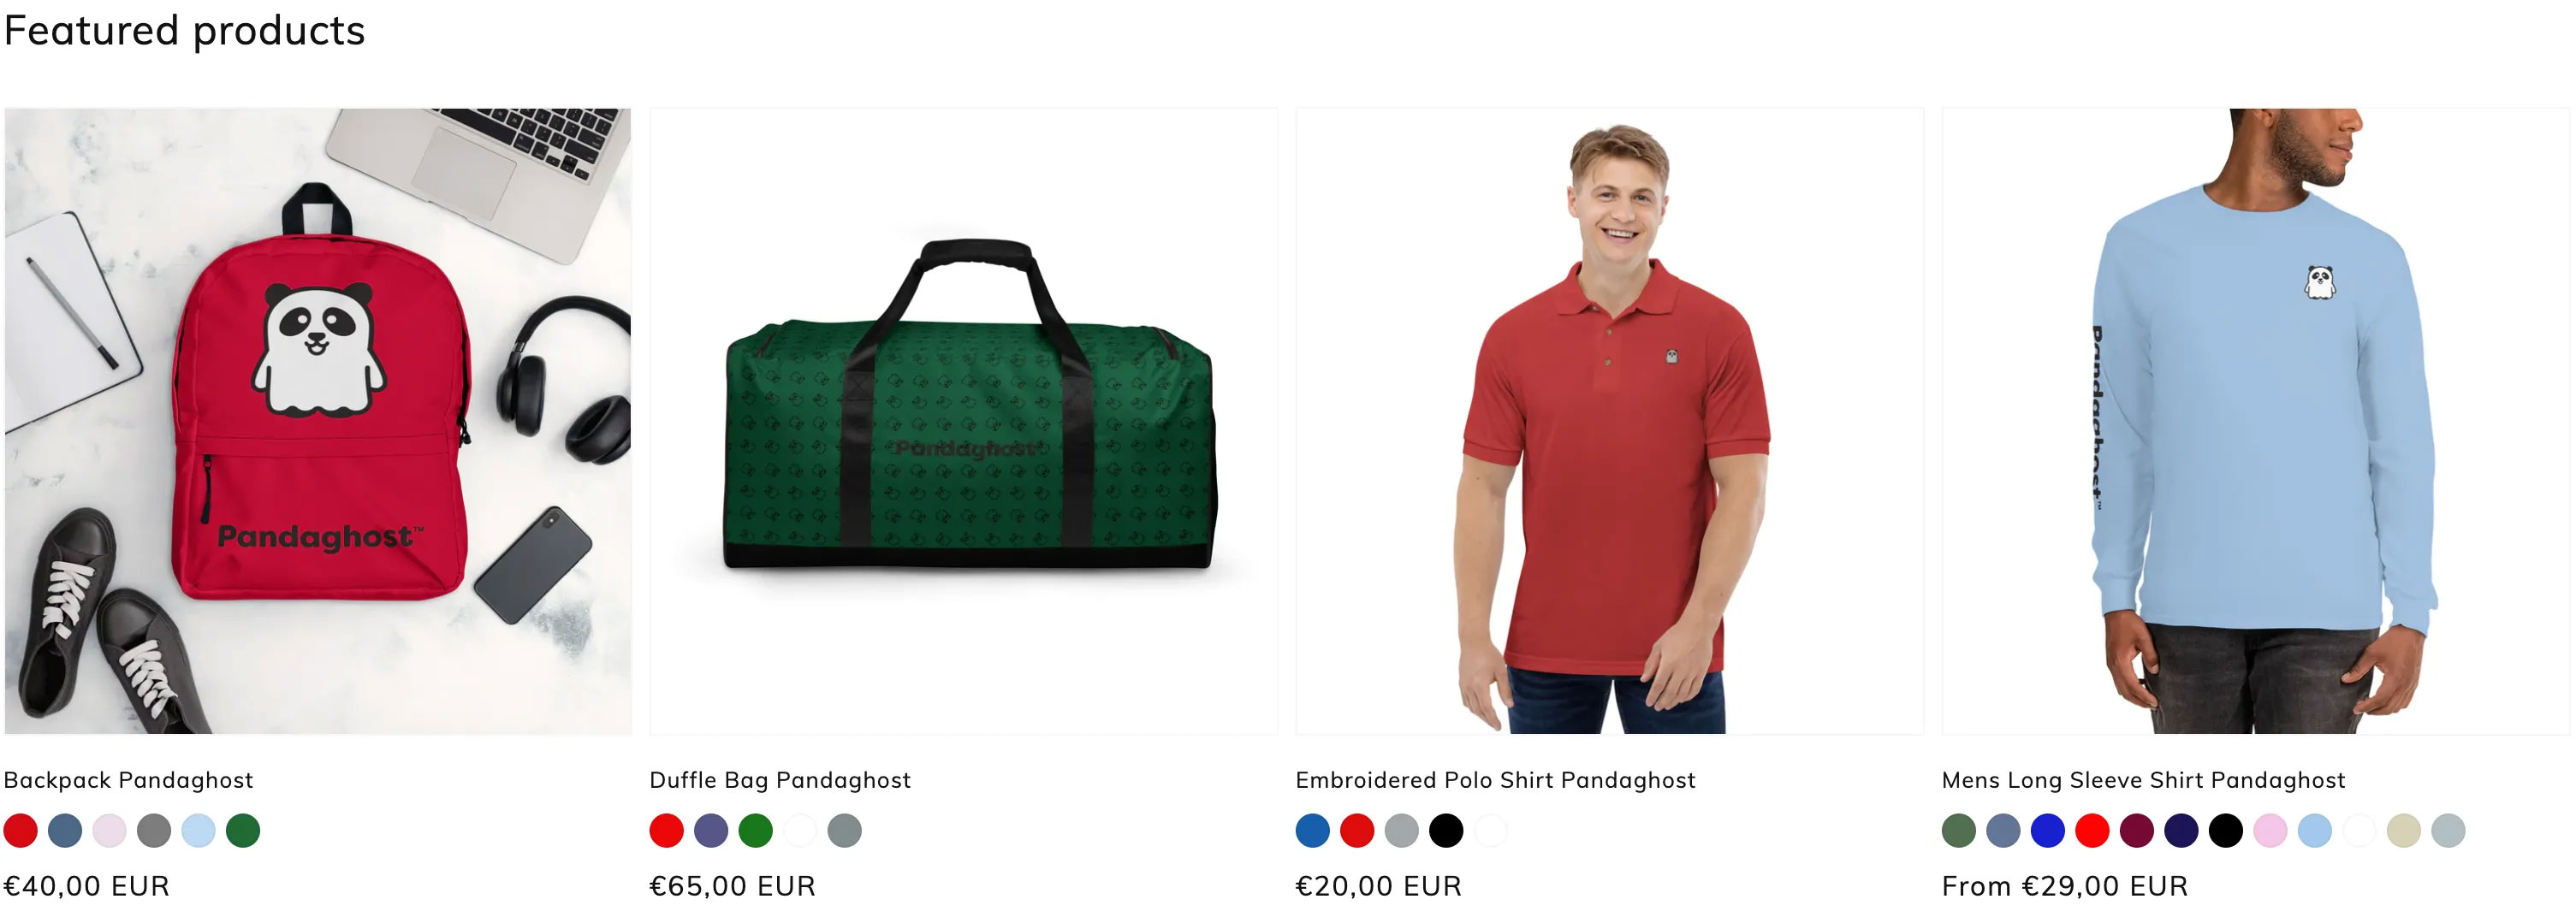 Featured products
Pandaghost™
Pandaghost
Pandaghost™
Backpack Pandaghost
Duffle Bag Pandaghost
Embroidered Polo Shirt Pandaghost
Mens Long Sleeve Shirt Pandaghost
€40,00 EUR
€65,00 EUR
€20,00 EUR
From €29,00 EUR